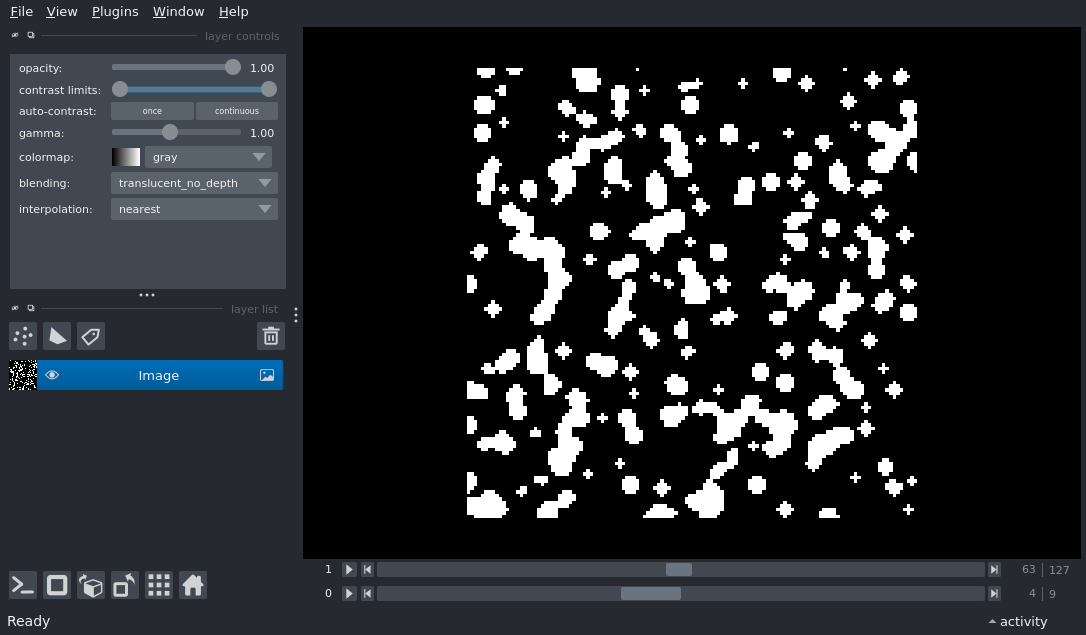 File View Plugins Window Help
layer controls
opacity: 1.00
contrast limits:
auto-contrast: once continuous
gamma: 1.00
colormap: gray
blending: translucent_no_depth
interpolation: nearest
layer list
Image
1 63 127
0 4 9
Ready activity